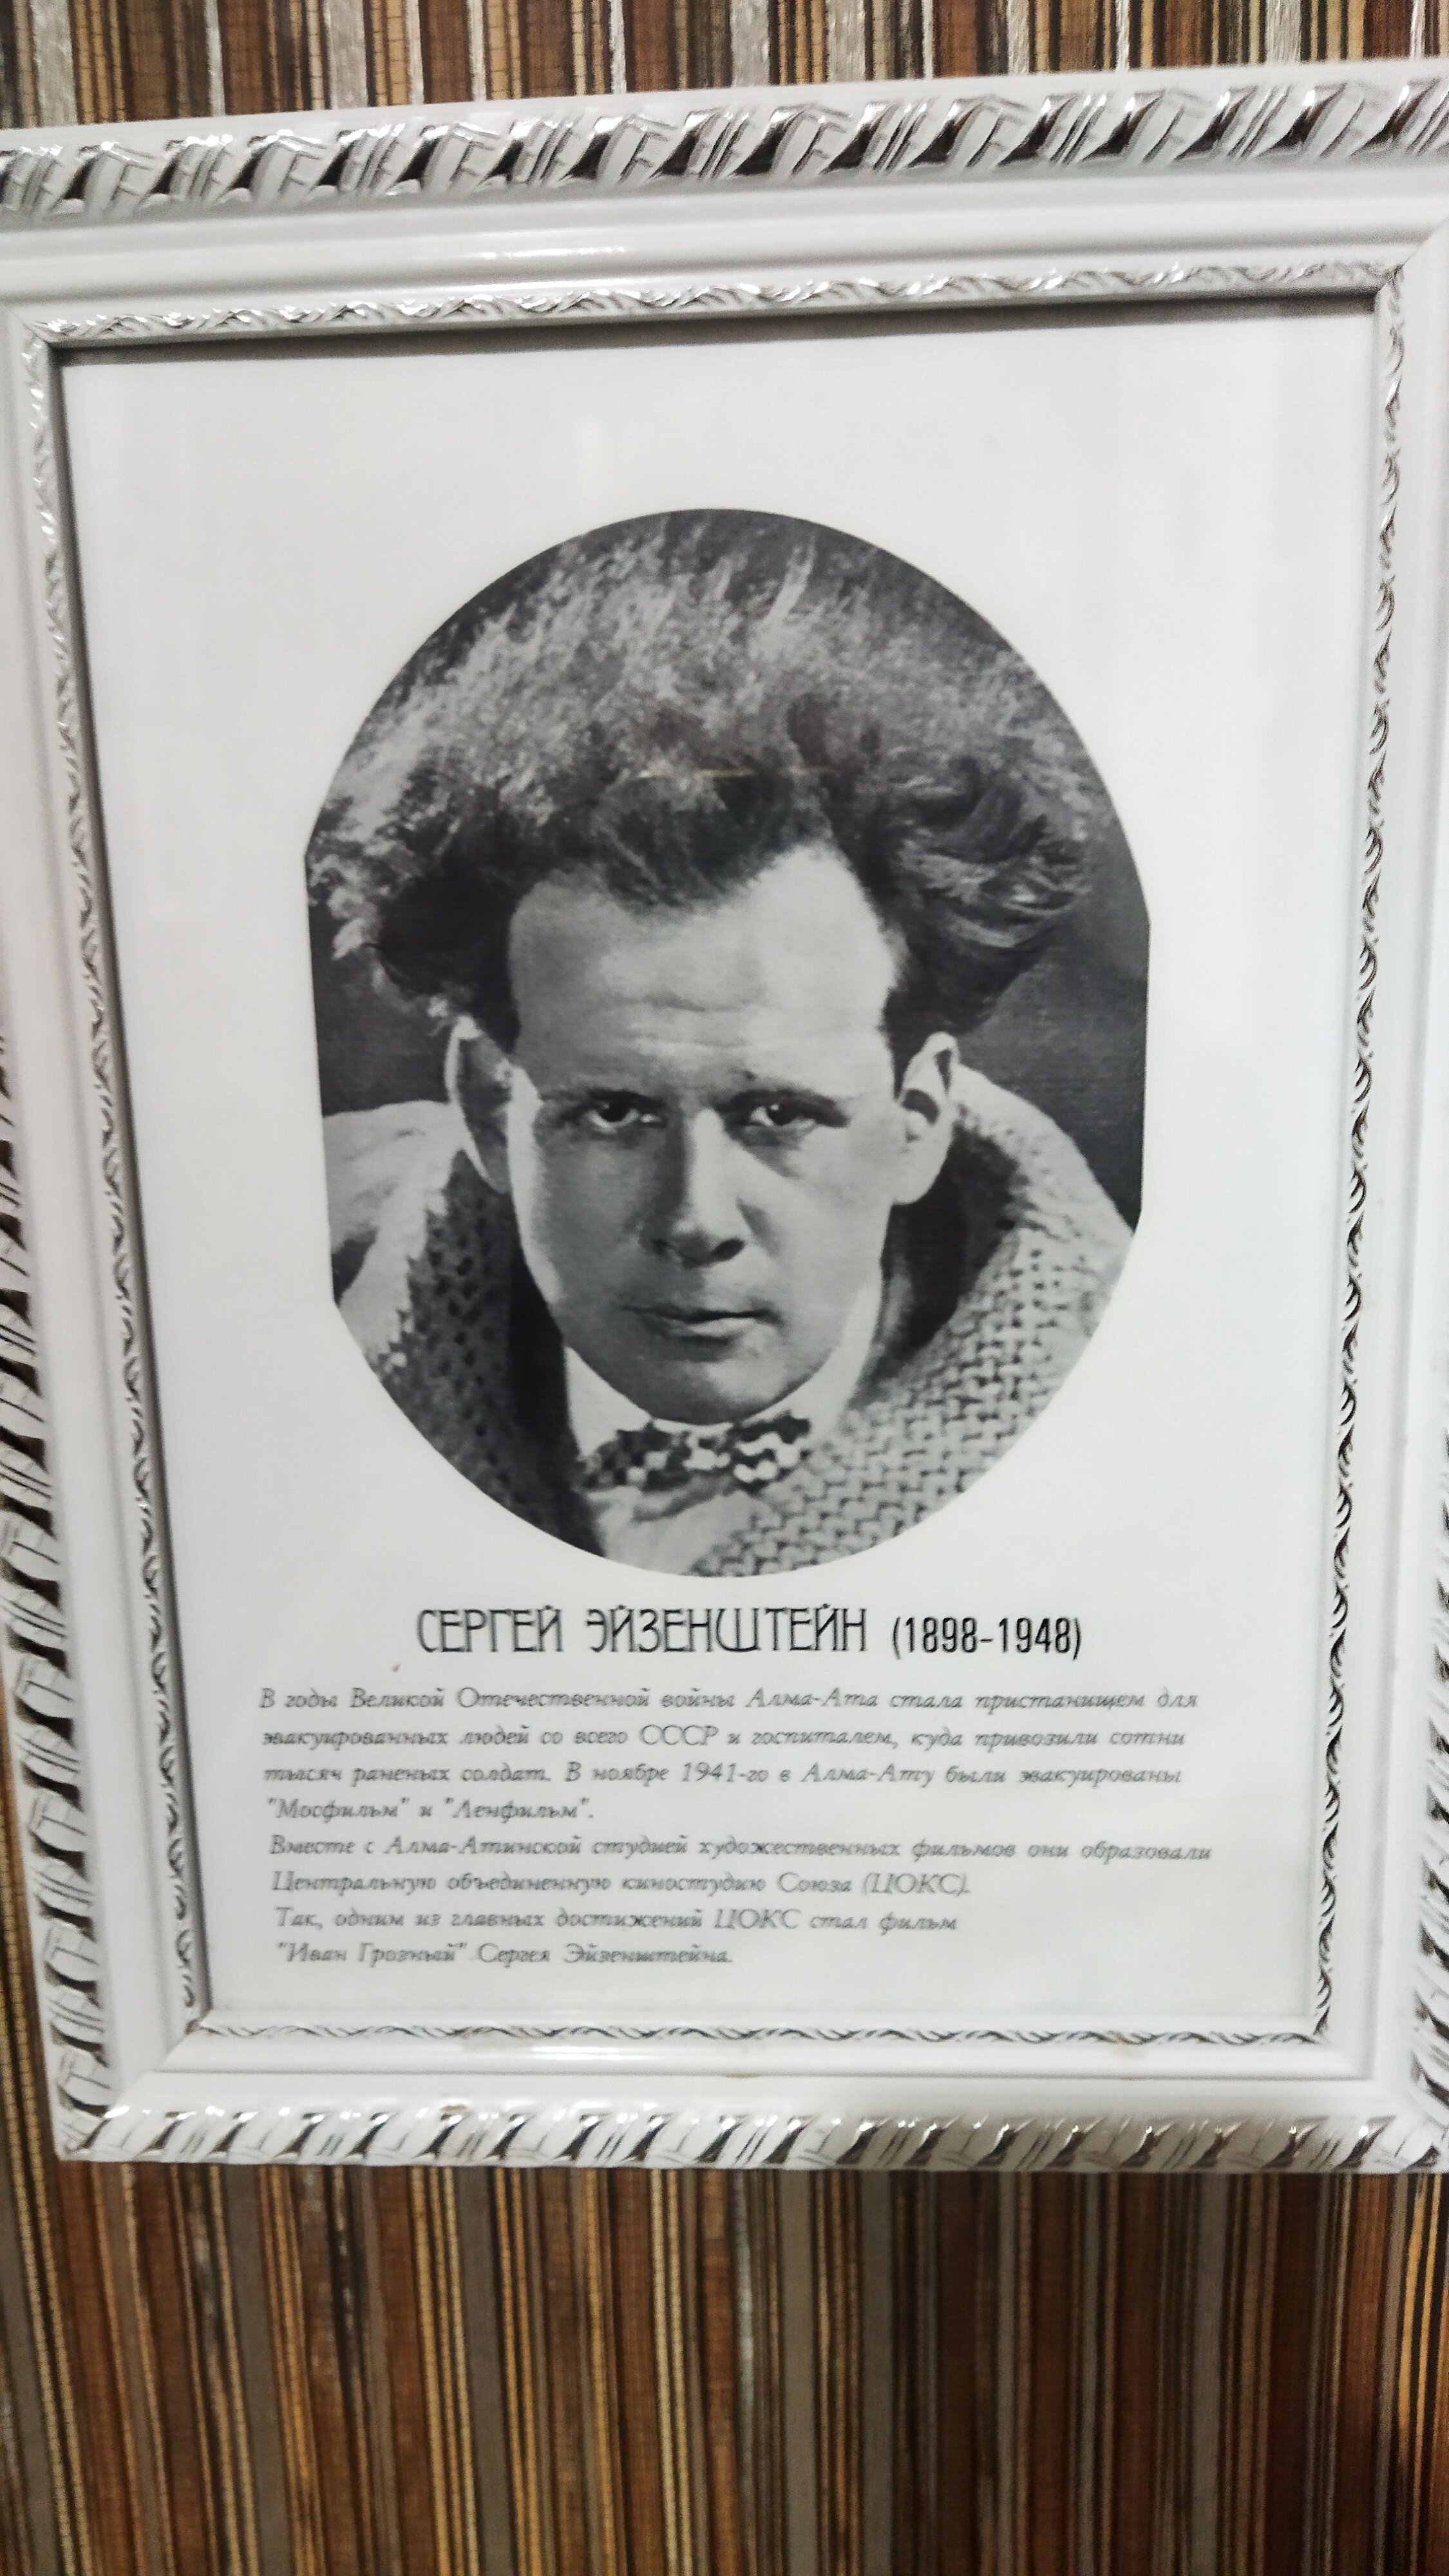 СЕРГЕЙ ЭЙЗЕНШТЕЙН (1898-1948)
В годы Великой Отечественной войны Алма-Ата стала пристанищем для
эвакуированных людей со всего СССР и госпиталем, куда привозили сотни
тысяч раненых солдат. В ноябре 1941-го в Алма-Ату были эвакуированы
"Мосфильм" и "Ленфильм".
Вместе с Алма-Атинской студией художественных фильмов они образовали
Центральную объединенную киностудию Союза (ЦОКС).
Так, одним из главных достижений ЦОКС стал фильм
"Иван Грозный" Сергея Эйзенштейна.